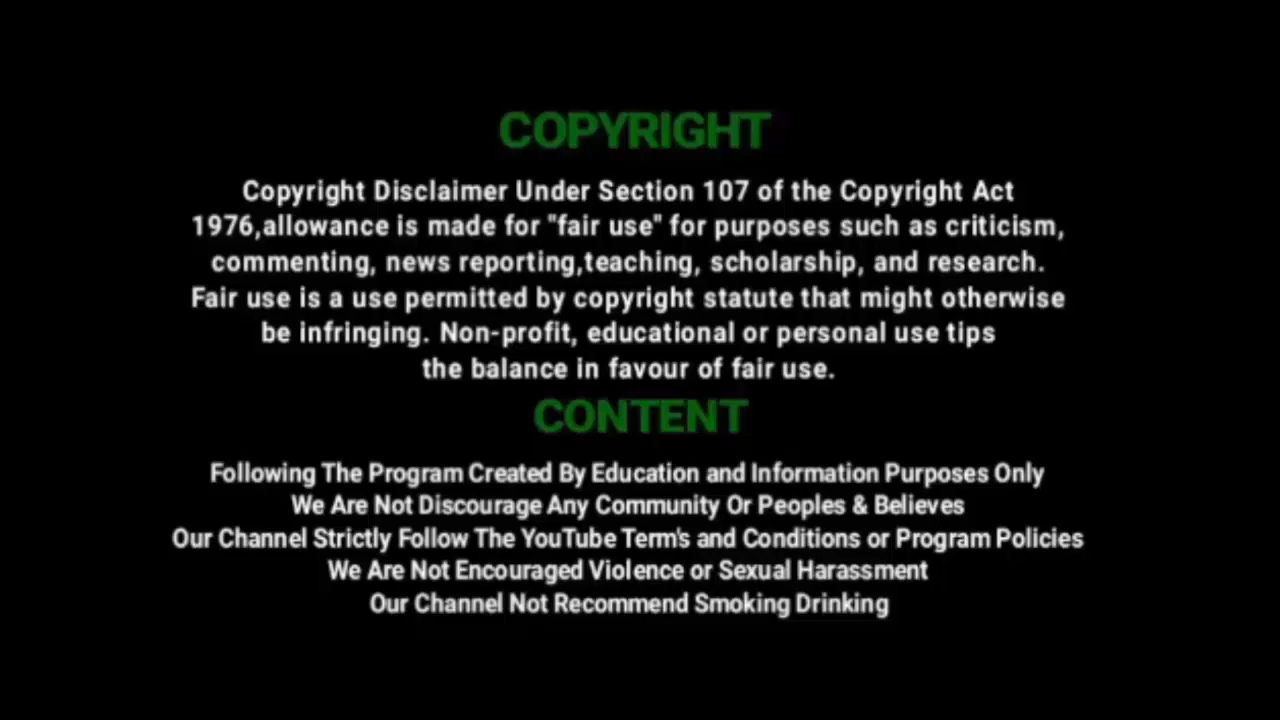 COPYRIGHT
Copyright Disclaimer Under Section 107 of the Copyright Act
1976,allowance is made for "fair use" for purposes such as criticism,
commenting, news reporting,teaching, scholarship, and research.
Fair use is a use permitted by copyright statute that might otherwise
be infringing. Non-profit, educational or personal use tips
the balance in favour of fair use.
CONTENT
Following The Program Created By Education and Information Purposes Only
We Are Not Discourage Any Community Or Peoples & Believes
Our Channel Strictly Follow The YouTube Term's and Conditions or Program Policies
We Are Not Encouraged Violence or Sexual Harassment
Our Channel Not Recommend Smoking Drinking